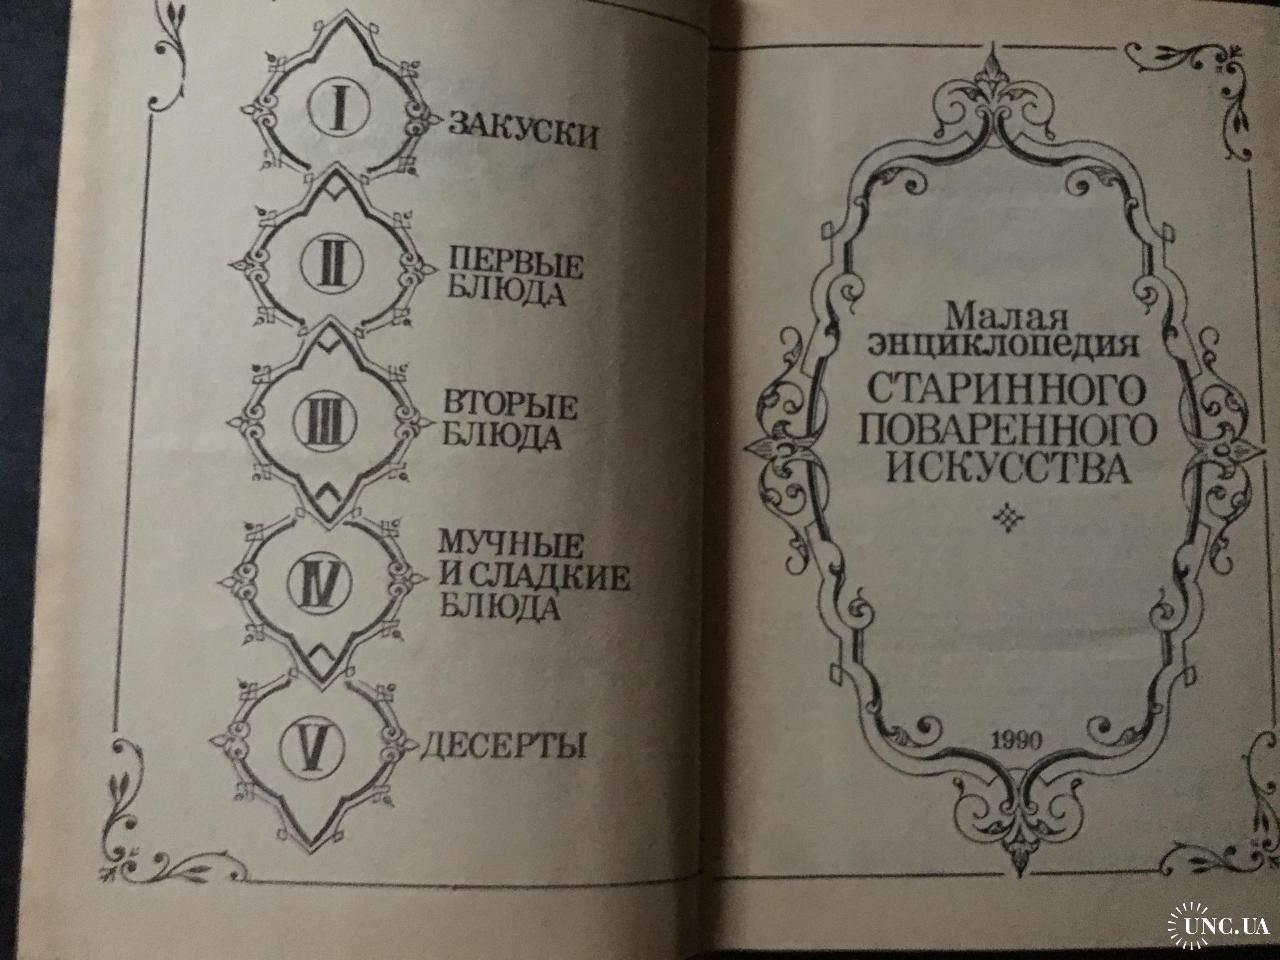 I
ЗАКУСКИ
II
ПЕРВЫЕ
БЛЮДА
III
ВТОРЫЕ
БЛЮДА
IV
МУЧНЫЕ
И СЛАДКИЕ
БЛЮДА
V
ДЕСЕРТЫ
Малая
энциклопедия
СТАРИННОГО
ПОВАРЕННОГО
ИСКУССТВА
1990
UNC.UA